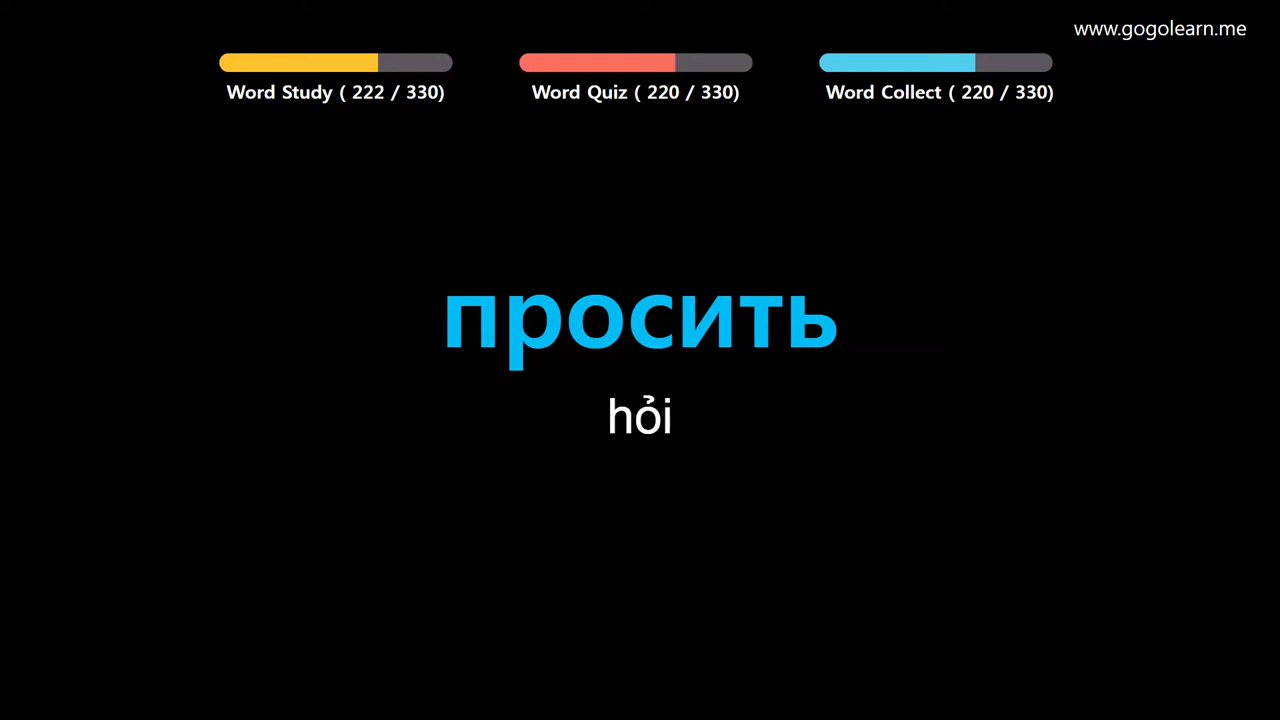 www.gogolearn.me
Word Study ( 222 / 330)
Word Quiz ( 220 / 330)
Word Collect ( 220 / 330)
просить
hỏi